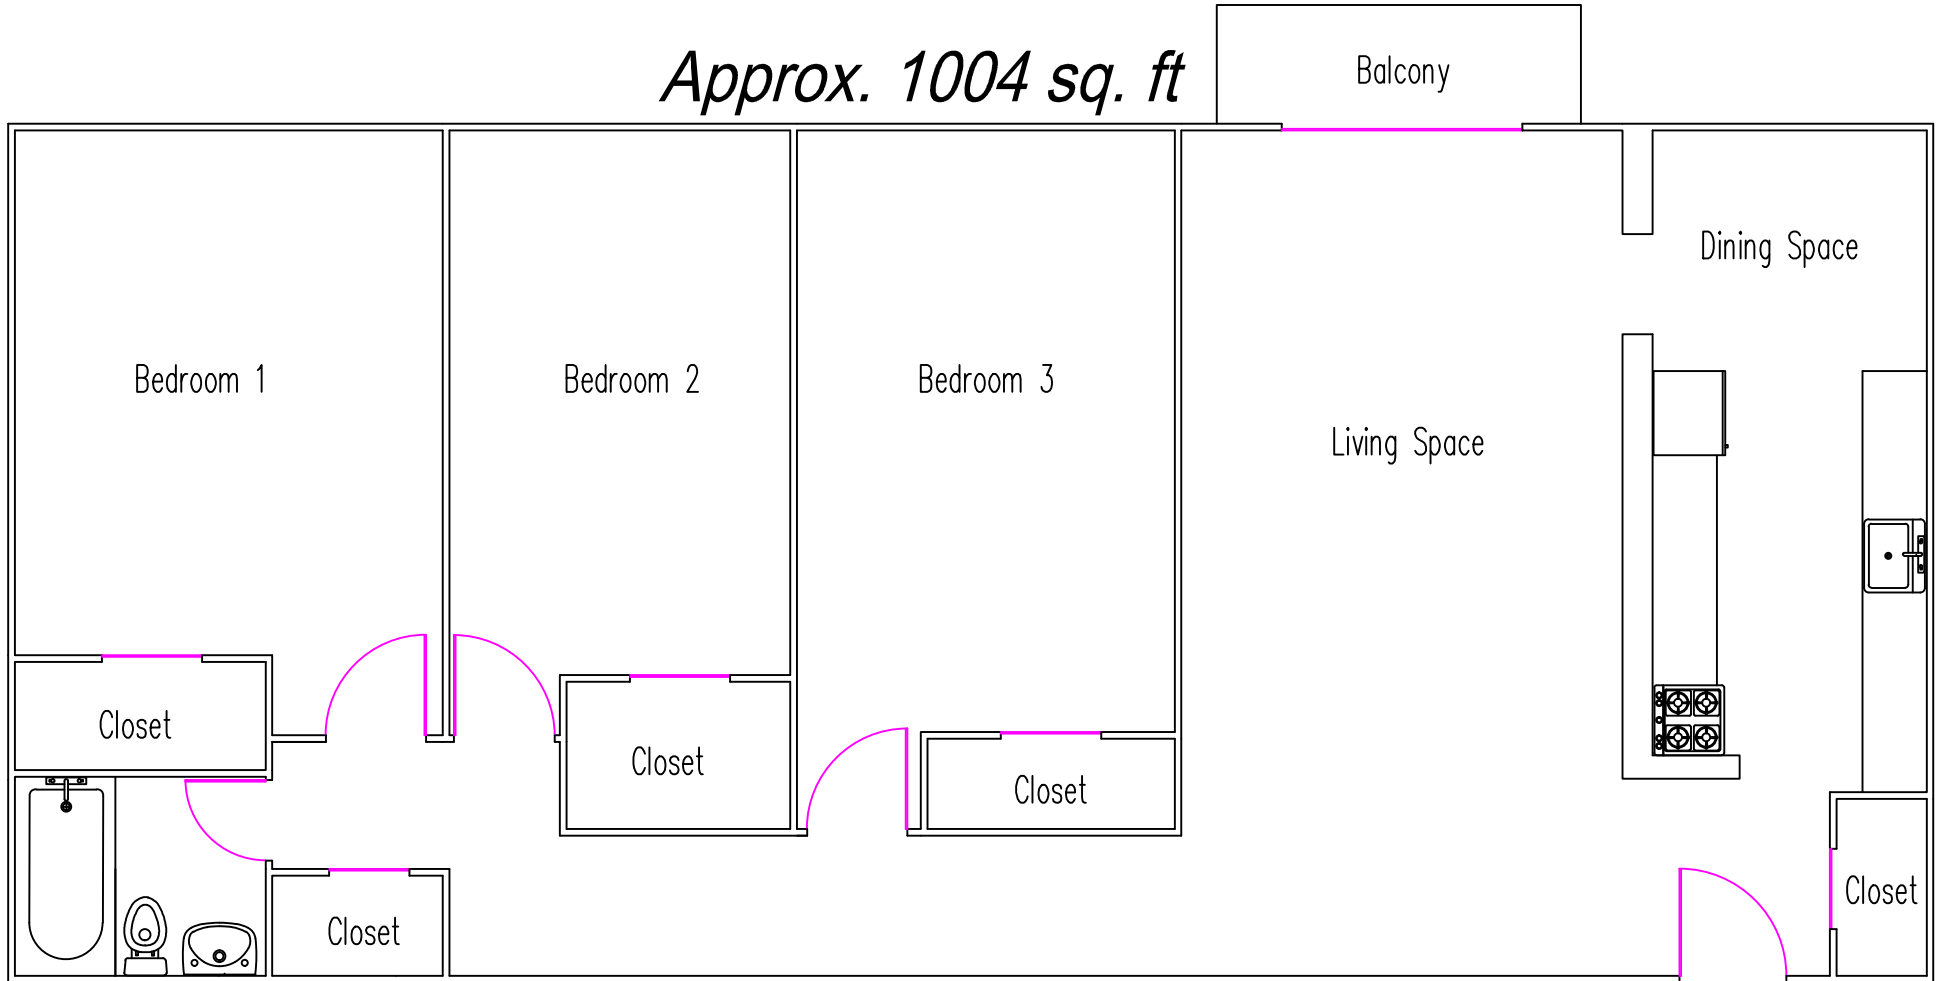 Approx. 1004 sq. ft
Balcony
Dining Space
Bedroom 1
Bedroom 2
Bedroom 3
Living Space
Closet
Closet
Closet
Closet
Closet